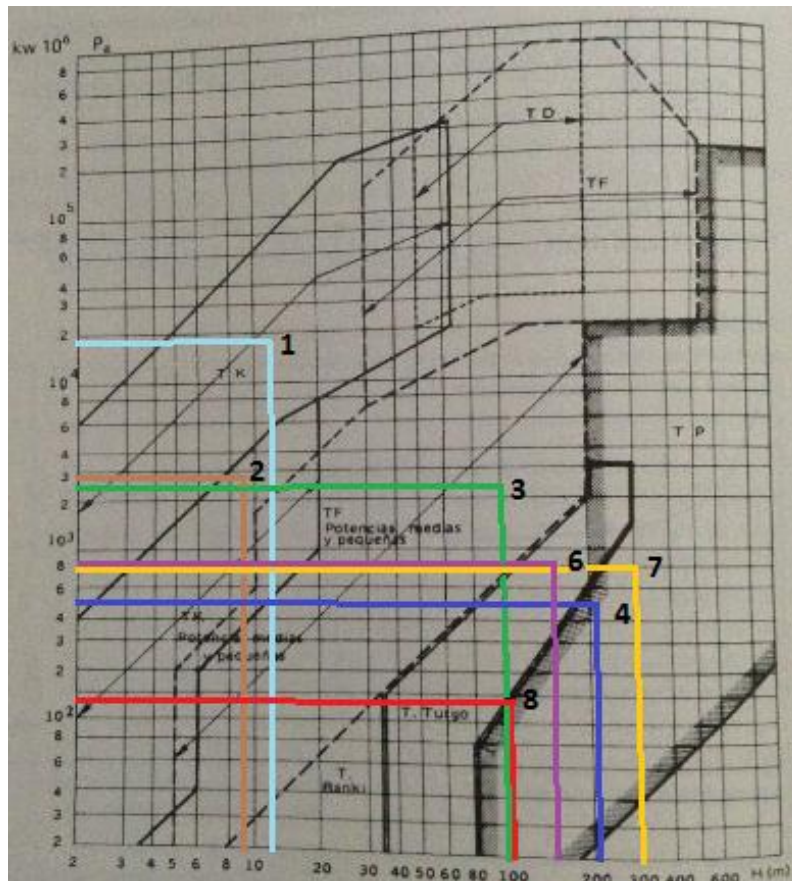 kw 10⁶ Pₐ
8
6
4
3
2
10⁵
8
6
4
3
2
10⁴
8
6
4
3
2
10³
8
6
4
3
2
10²
8
6
4
3
2
T D
TF
1
T K
T P
2
3
TF
Potencias medias
y pequeñas
6
7
4
T K
Potencias medias
y pequeñas
8
T. Turgo
T.
Banki
2 3 4 5 6 8 10 20 30 40 50 60 80 100 200 300 400 600 H (m)